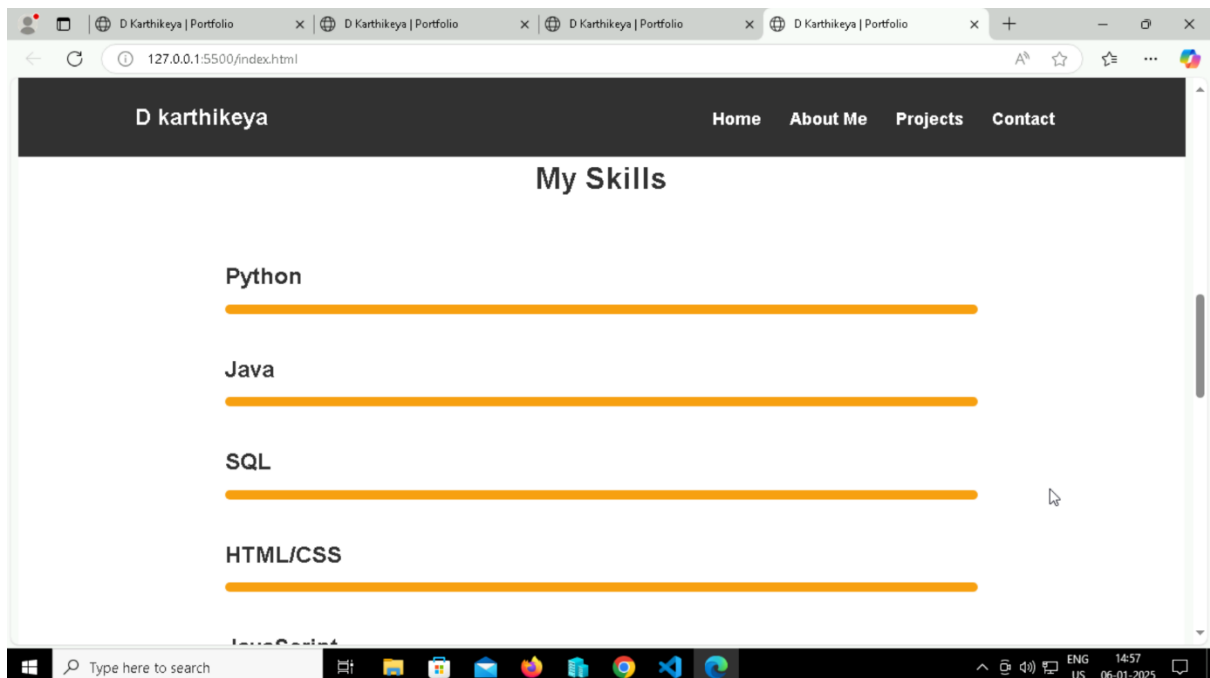 D Karthikeya | Portfolio
D Karthikeya | Portfolio
D Karthikeya | Portfolio
D Karthikeya | Portfolio
127.0.0.1:5500/index.html
D karthikeya
Home About Me Projects Contact
My Skills
Python
Java
SQL
HTML/CSS
JavaScript
Type here to search
ENG
US
14:57
06-01-2025